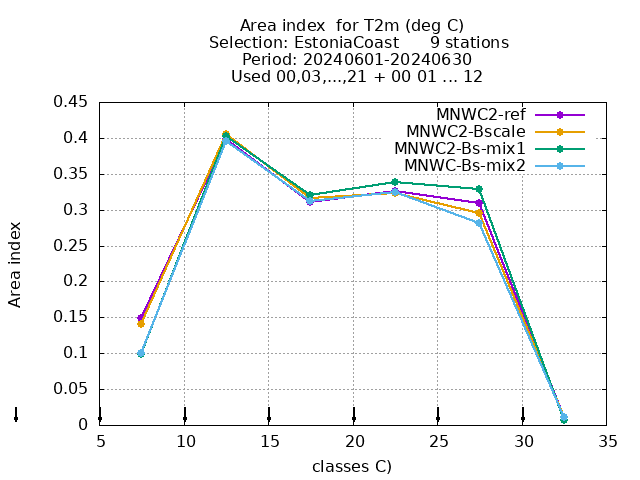 Area index  for T2m (deg C)
Selection: EstoniaCoast      9 stations
Period: 20240601-20240630
Used 00,03,...,21 + 00 01 ... 12
MNWC2-ref
MNWC2-Bscale
MNWC2-Bs-mix1
MNWC-Bs-mix2
Area index
0.45
0.4
0.35
0.3
0.25
0.2
0.15
0.1
0.05
0
5 10 15 20 25 30 35
classes C)